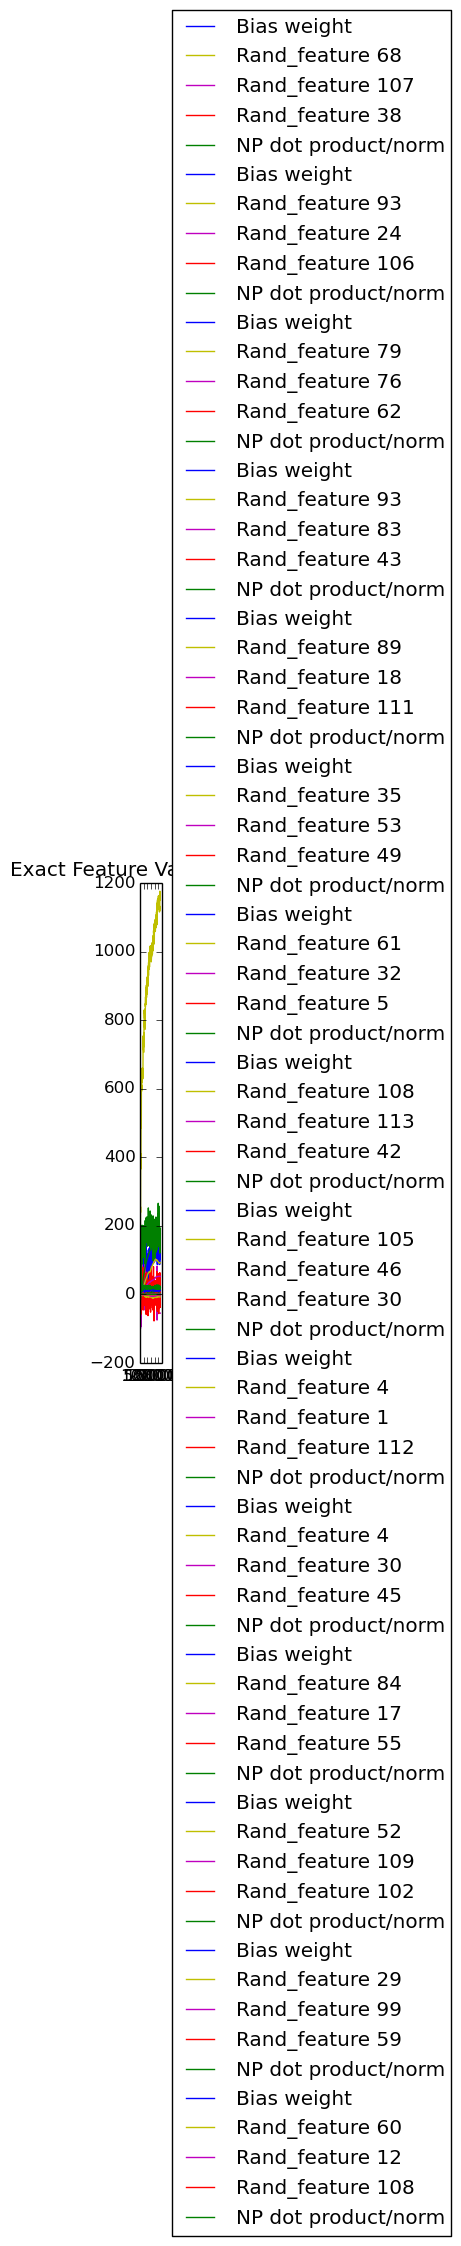 Bias weight
Rand_feature 68
Rand_feature 107
Rand_feature 38
NP dot product/norm
Bias weight
Rand_feature 93
Rand_feature 24
Rand_feature 106
NP dot product/norm
Bias weight
Rand_feature 79
Rand_feature 76
Rand_feature 62
NP dot product/norm
Bias weight
Rand_feature 93
Rand_feature 83
Rand_feature 43
NP dot product/norm
Bias weight
Rand_feature 89
Rand_feature 18
Rand_feature 111
NP dot product/norm
Bias weight
Rand_feature 35
Rand_feature 53
Rand_feature 49
NP dot product/norm
Bias weight
Rand_feature 61
Rand_feature 32
Rand_feature 5
NP dot product/norm
Bias weight
Rand_feature 108
Rand_feature 113
Rand_feature 42
NP dot product/norm
Bias weight
Rand_feature 105
Rand_feature 46
Rand_feature 30
NP dot product/norm
Bias weight
Rand_feature 4
Rand_feature 1
Rand_feature 112
NP dot product/norm
Bias weight
Rand_feature 4
Rand_feature 30
Rand_feature 45
NP dot product/norm
Bias weight
Rand_feature 84
Rand_feature 17
Rand_feature 55
NP dot product/norm
Bias weight
Rand_feature 52
Rand_feature 109
Rand_feature 102
NP dot product/norm
Bias weight
Rand_feature 29
Rand_feature 99
Rand_feature 59
NP dot product/norm
Bias weight
Rand_feature 60
Rand_feature 12
Rand_feature 108
NP dot product/norm
Exact Feature Va
1200
1000
800
600
400
200
0
−200